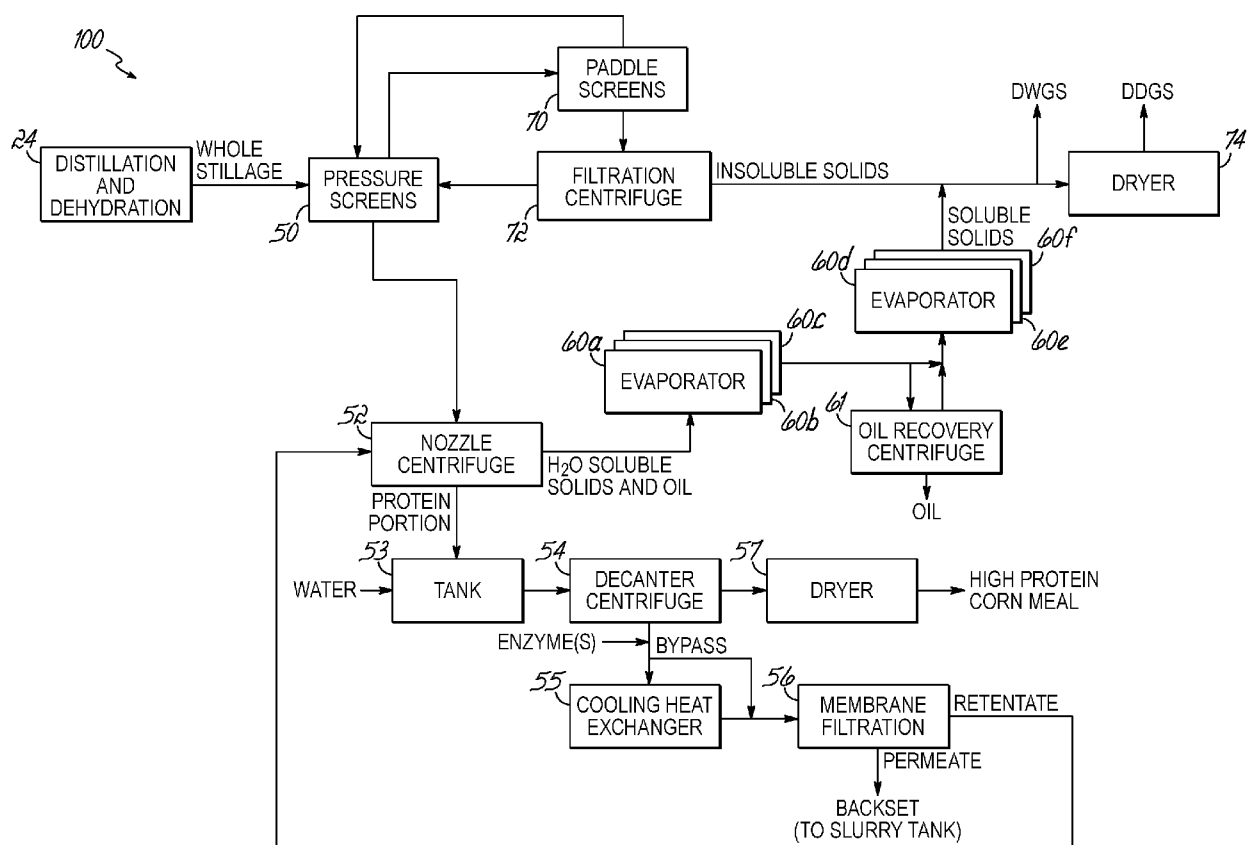 100
PADDLE
SCREENS
70
DWGS
DDGS
24
DISTILLATION
AND
DEHYDRATION
WHOLE
STILLAGE
PRESSURE
SCREENS
50
FILTRATION
CENTRIFUGE
72
INSOLUBLE SOLIDS
DRYER
74
SOLUBLE
SOLIDS
60f
60d
EVAPORATOR
60e
60c
60a
EVAPORATOR
60b
61
OIL RECOVERY
CENTRIFUGE
OIL
52
NOZZLE
CENTRIFUGE
H₂O SOLUBLE
SOLIDS AND OIL
PROTEIN
PORTION
53
WATER
TANK
54
DECANTER
CENTRIFUGE
57
DRYER
HIGH PROTEIN
CORN MEAL
ENZYME(S)
BYPASS
55
COOLING HEAT
EXCHANGER
56
MEMBRANE
FILTRATION
RETENTATE
PERMEATE
BACKSET
(TO SLURRY TANK)